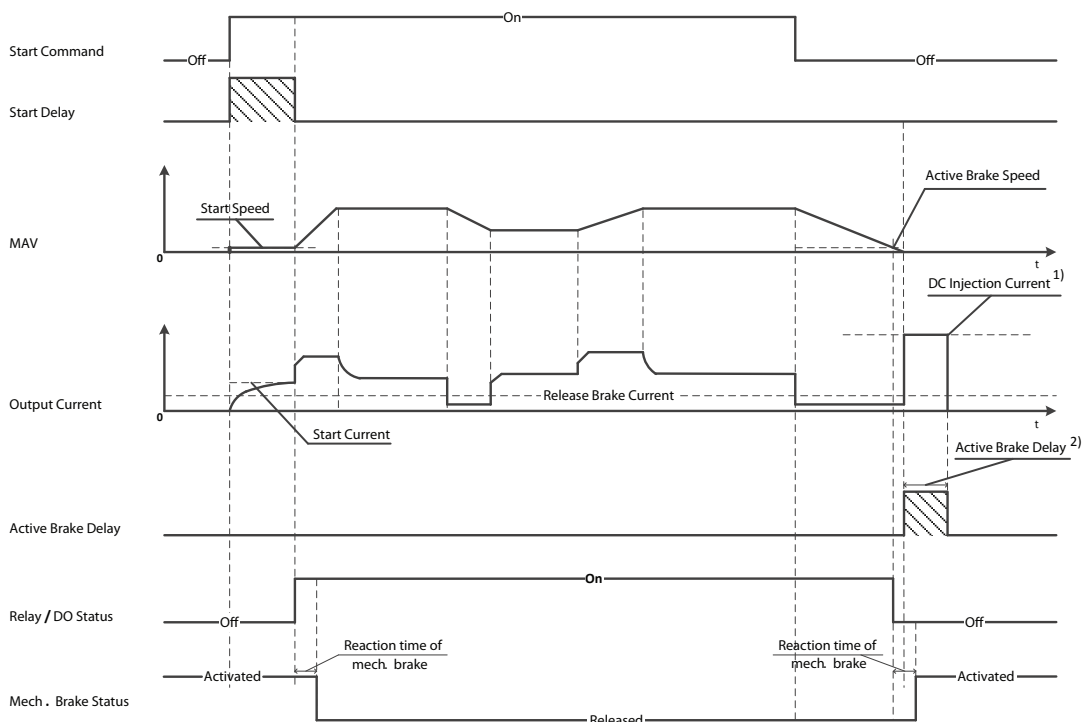 On
Start Command
Off
Off
Start Delay
Active Brake Speed
Start Speed
MAV
0
t
DC Injection Current 1)
Release Brake Current
Output Current
0
t
Start Current
Active Brake Delay 2)
Active Brake Delay
On
Relay / DO Status
Off
Off
Reaction time of
mech. brake
Reaction time of
mech. brake
Activated
Activated
Mech . Brake Status
Released